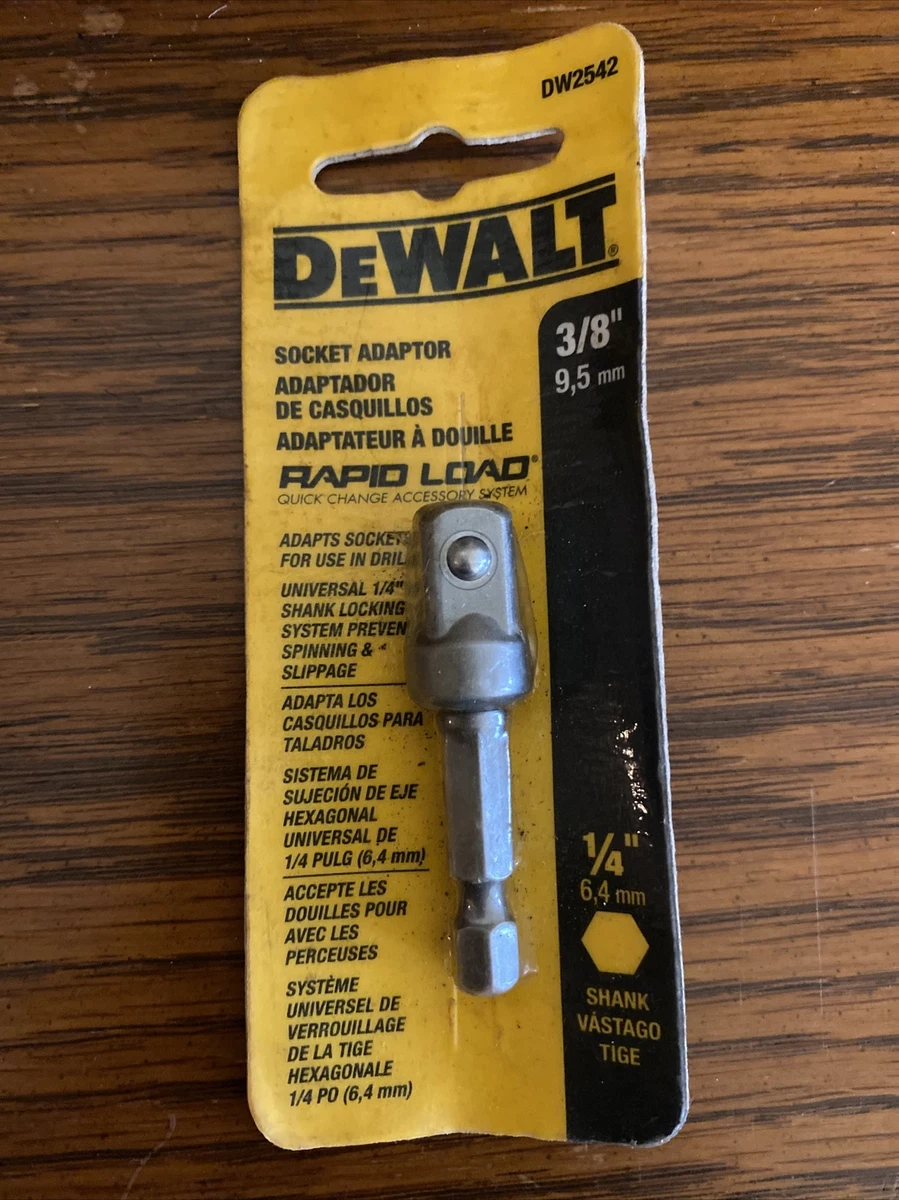 DW2542
DEWALT®
3/8"
9,5 mm
SOCKET ADAPTOR
ADAPTADOR
DE CASQUILLOS
ADAPTATEUR À DOUILLE
RAPID LOAD®
QUICK CHANGE ACCESSORY SYSTEM
ADAPTS SOCKETS
FOR USE IN DRIL
UNIVERSAL 1/4"
SHANK LOCKING
SYSTEM PREVEN
SPINNING &
SLIPPAGE
ADAPTA LOS
CASQUILLOS PARA
TALADROS
SISTEMA DE
SUJECIÓN DE EJE
HEXAGONAL
UNIVERSAL DE
1/4 PULG (6,4 mm)
ACCEPTE LES
DOUILLES POUR
AVEC LES
PERCEUSES
SYSTÈME
UNIVERSEL DE
VERROUILLAGE
DE LA TIGE
HEXAGONALE
1/4 PO (6,4 mm)
1/4"
6,4 mm
SHANK
VÁSTAGO
TIGE